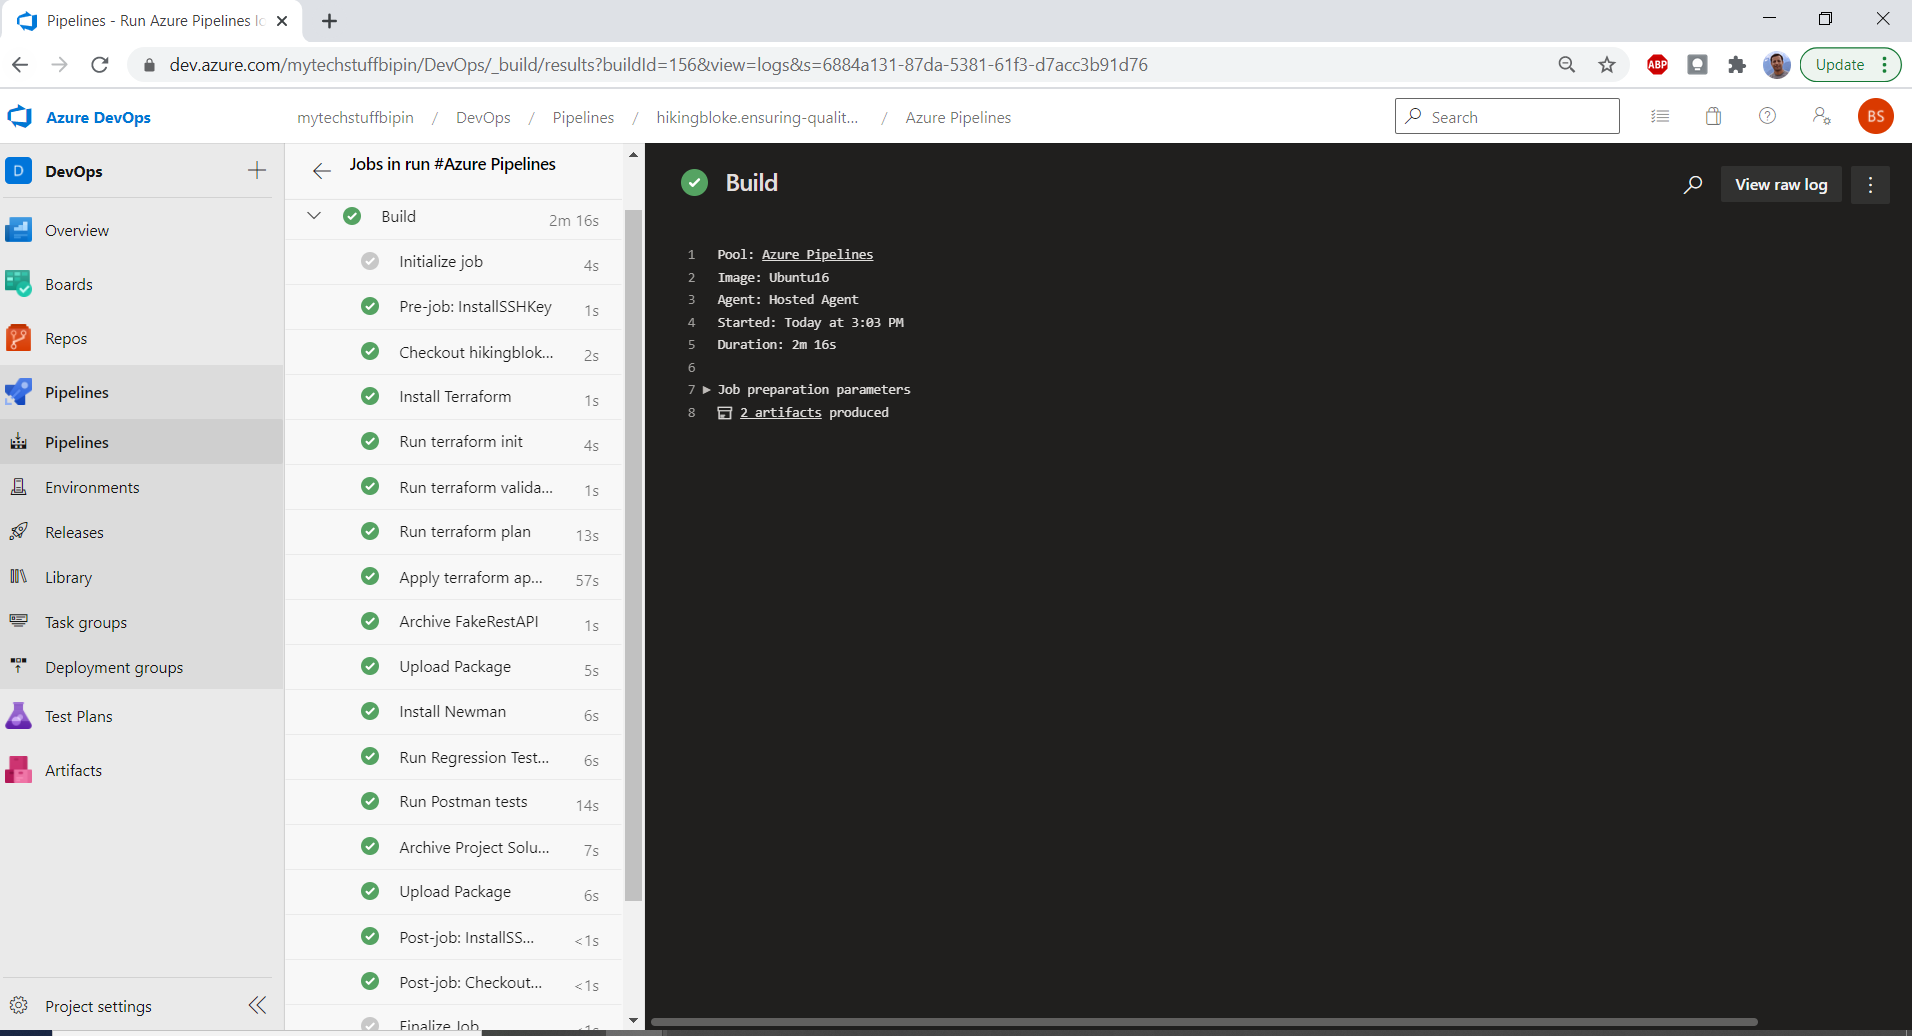 Pipelines - Run Azure Pipelines lo
dev.azure.com/mytechstuffbipin/DevOps/_build/results?buildId=156&view=logs&s=6884a131-87da-5381-61f3-d7acc3b91d76
ABP
Update
Azure DevOps
mytechstuffbipin / DevOps / Pipelines / hikingbloke.ensuring-qualit... / Azure Pipelines
Search
BS
D DevOps
Overview
Boards
Repos
Pipelines
Pipelines
Environments
Releases
Library
Task groups
Deployment groups
Test Plans
Artifacts
Project settings
Jobs in run #Azure Pipelines
Build 2m 16s
Initialize job 4s
Pre-job: InstallSSHKey 1s
Checkout hikingblok... 2s
Install Terraform 1s
Run terraform init 4s
Run terraform valida... 1s
Run terraform plan 13s
Apply terraform ap... 57s
Archive FakeRestAPI 1s
Upload Package 5s
Install Newman 6s
Run Regression Test... 6s
Run Postman tests 14s
Archive Project Solu... 7s
Upload Package 6s
Post-job: InstallSS... <1s
Post-job: Checkout... <1s
Finalize Job <1s
Build
View raw log
1 Pool: Azure Pipelines
2 Image: Ubuntu16
3 Agent: Hosted Agent
4 Started: Today at 3:03 PM
5 Duration: 2m 16s
6
7 Job preparation parameters
8 2 artifacts produced